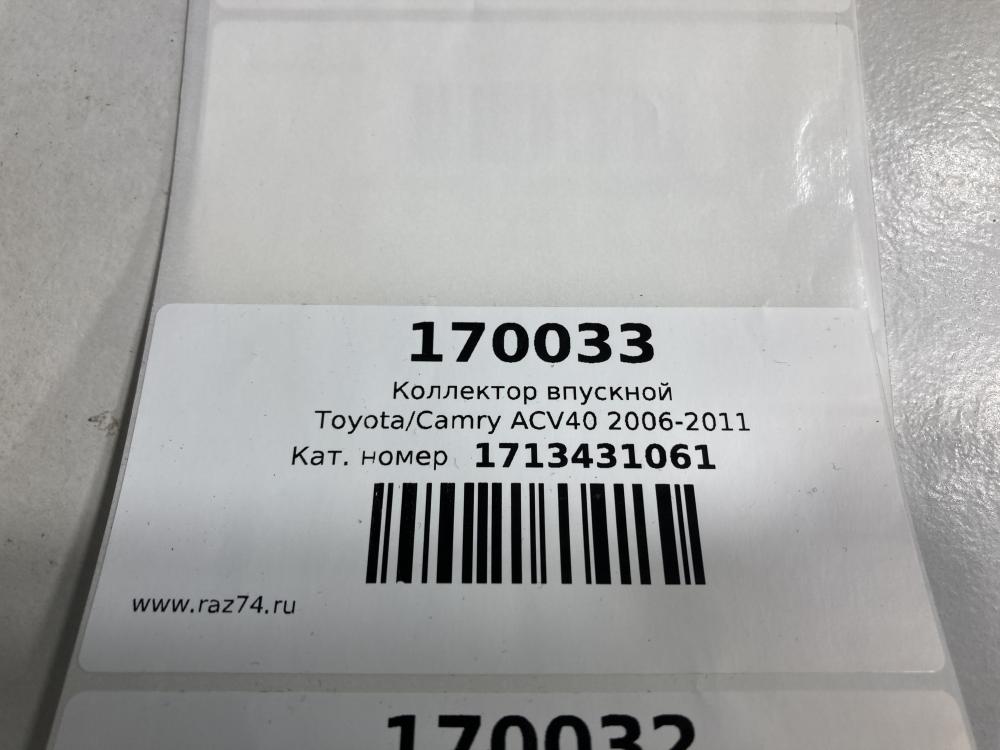 170033
Коллектор впускной
Toyota/Camry ACV40 2006-2011
Кат. номер 1713431061
www.raz74.ru
170032